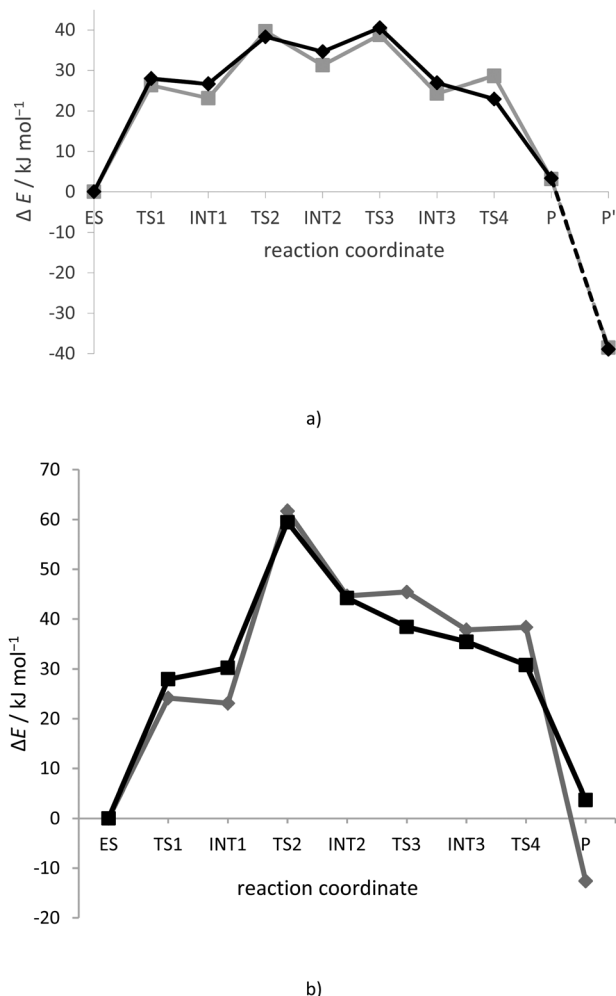 40
30
20
10
0
-10
-20
-30
-40
Δ E / kJ mol⁻¹
ES TS1 INT1 TS2 INT2 TS3 INT3 TS4 P P'
reaction coordinate
a)
70
60
50
40
30
20
10
0
-10
-20
ΔE / kJ mol⁻¹
ES TS1 INT1 TS2 INT2 TS3 INT3 TS4 P
reaction coordinate
b)